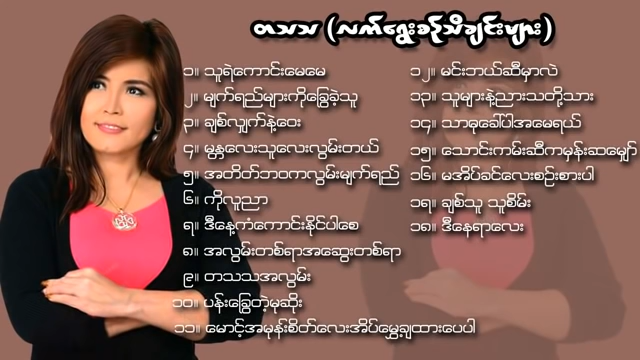 တသသ (လက်ရွေးစဉ်သီချင်းများ)
၁။ သူရဲကောင်းမေမေ
၂။ မျက်ရည်များကိုခြွေခဲ့သူ
၃။ ချစ်လျှက်နဲ့ဝေး
၄။ မန္တလေးသူလေးလွမ်းတယ်
၅။ အတိတ်ဘဝကလွမ်းမျက်ရည်
၆။ ကိုလူညာ
၇။ ဒီနေ့ကံကောင်းနိုင်ပါစေ
၈။ အလွမ်းတစ်ရာအဆွေးတစ်ရာ
၉။ တသသအလွမ်း
၁၀။ ပန်းခြွေတဲ့မုဆိုး
၁၁။ မောင့်အမုန်းစိတ်လေးအိပ်မွှေ့ချထားပေပါ
၁၂။ မင်းဘယ်ဆီမှာလဲ
၁၃။ သူများနဲ့ညားသတို့သား
၁၄။ သာဓုခေါ်ပါအမေရယ်
၁၅။ သောင်းကမ်းဆီကမှန်းဆမျှော်
၁၆။ မအိပ်ခင်လေးစဉ်းစားပါ
၁၇။ ချစ်သူ သူစိမ်း
၁၈။ ဒီနေရာလေး